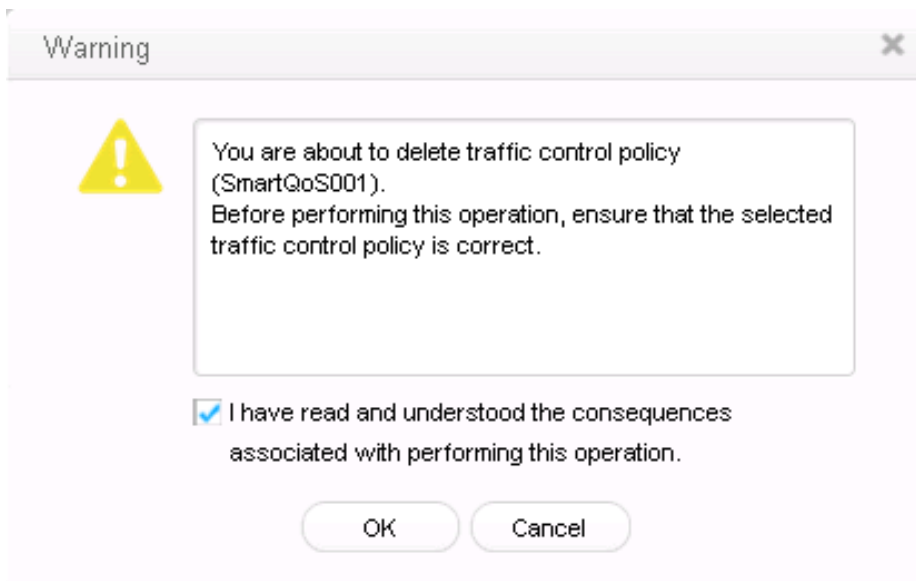 Warning
You are about to delete traffic control policy
(SmartQoS001).
Before performing this operation, ensure that the selected
traffic control policy is correct.
I have read and understood the consequences
associated with performing this operation.
OK
Cancel